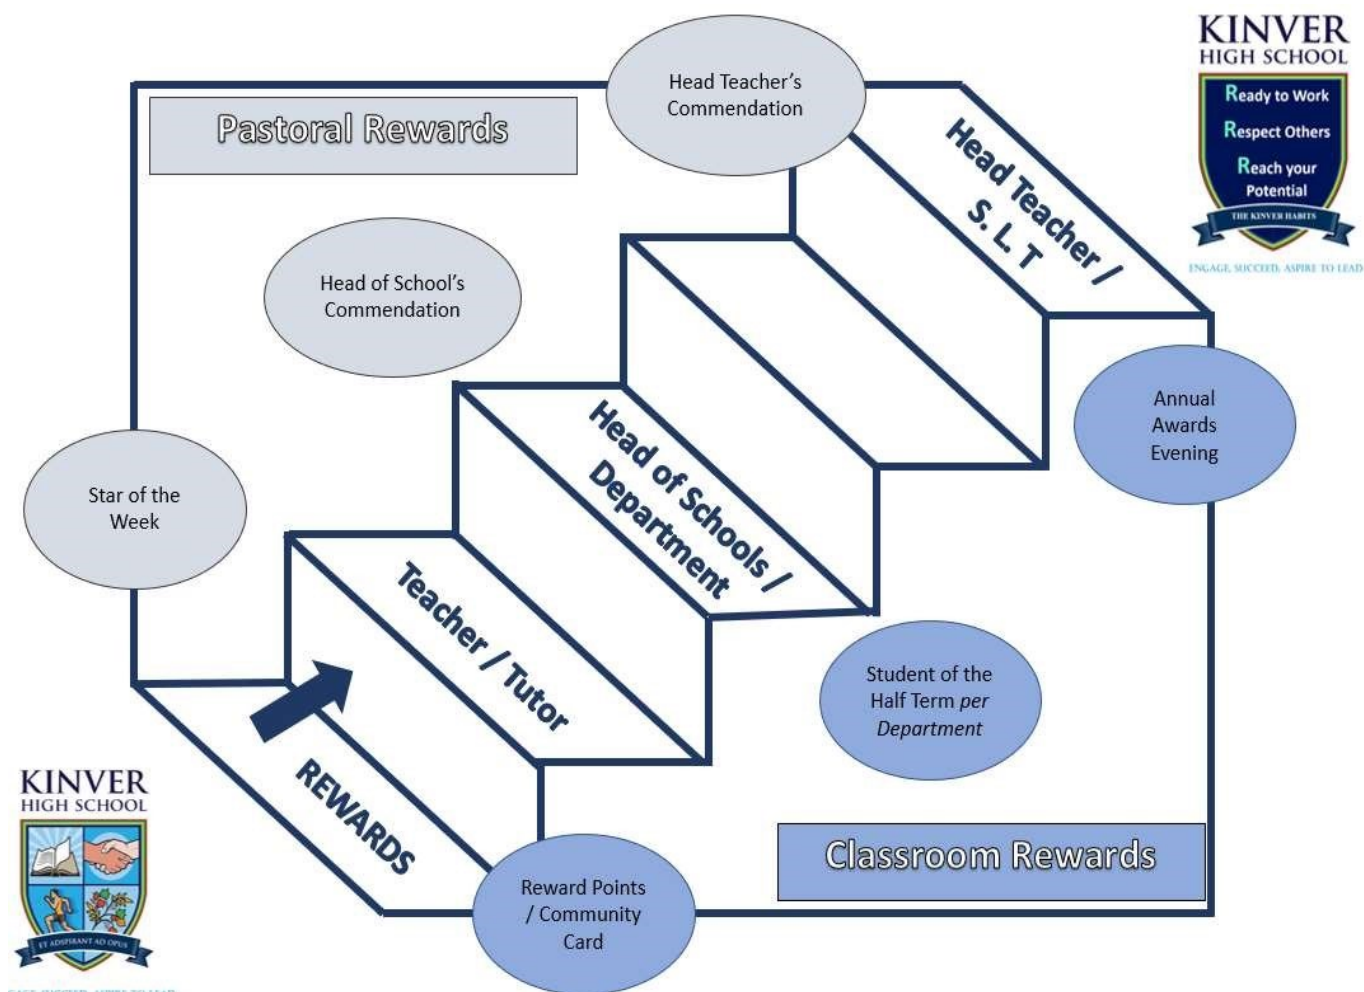 KINVER
HIGH SCHOOL
Ready to Work
Respect Others
Reach your
Potential
THE KINVER HABITS
ENGAGE, SUCCEED, ASPIRE TO LEAD
Head Teacher's
Commendation
Pastoral Rewards
Head Teacher /
S. L. T
Head of School's
Commendation
Annual
Awards
Evening
Head of Schools /
Department
Star of the
Week
Teacher / Tutor
Student of the
Half Term per
Department
REWARDS
Classroom Rewards
Reward Points
/ Community
Card
KINVER
HIGH SCHOOL
ET ADSPIRANT AD OPUS